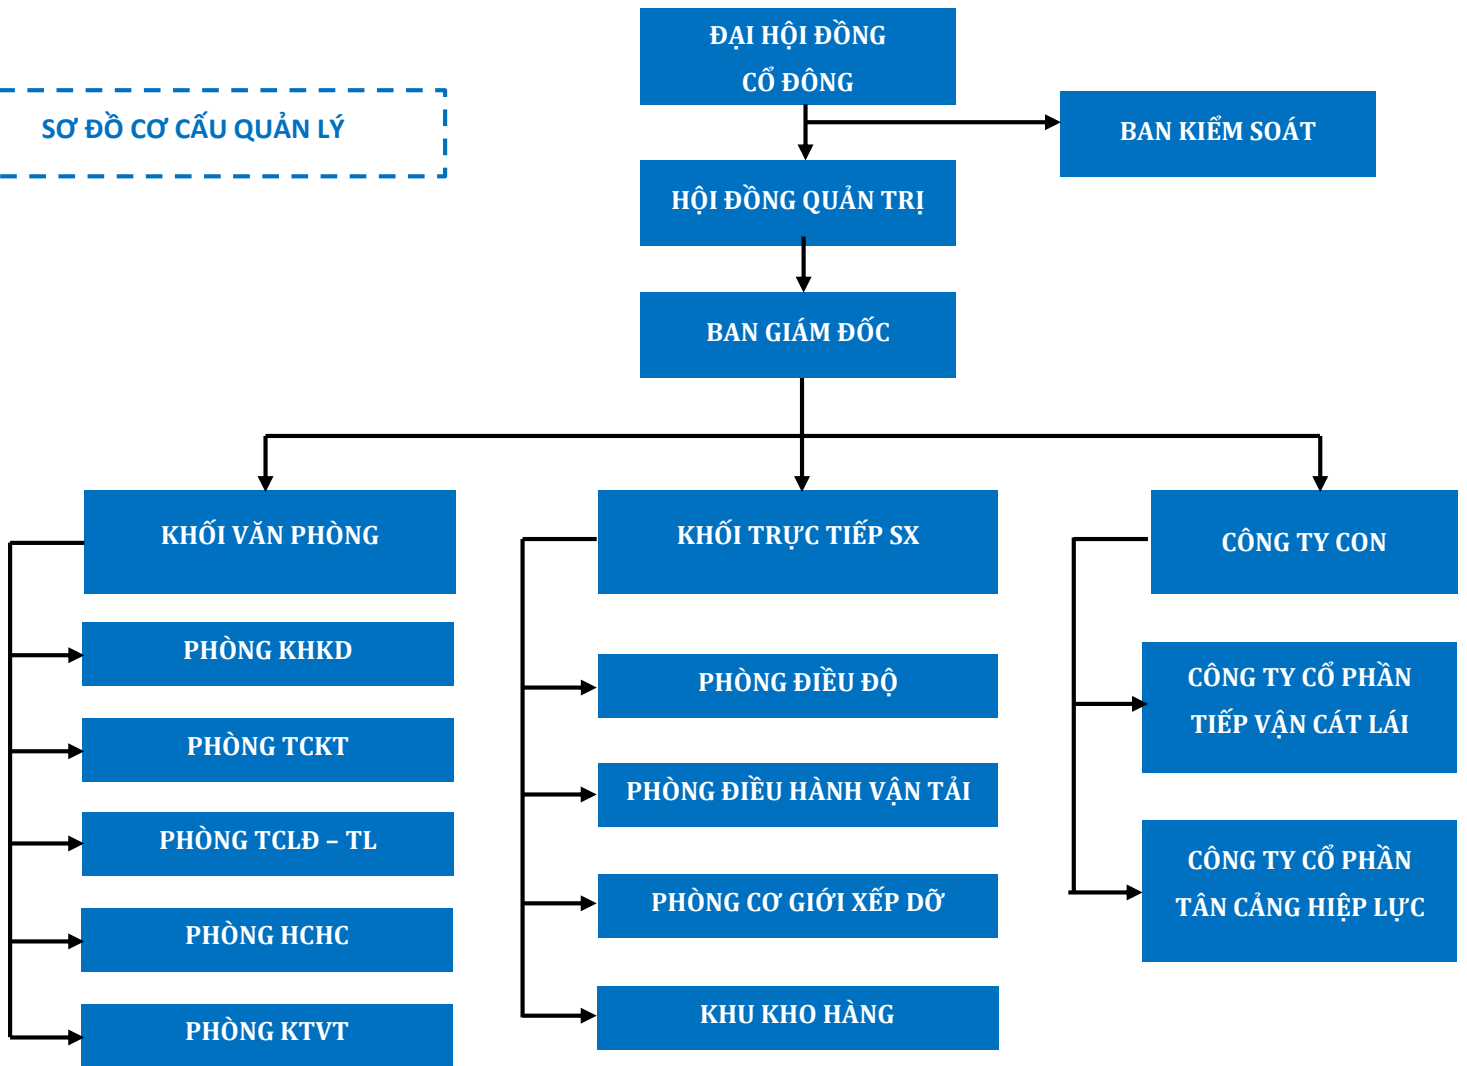 ĐẠI HỘI ĐỒNG
CỔ ĐÔNG
SƠ ĐỒ CƠ CẤU QUẢN LÝ
BAN KIỂM SOÁT
HỘI ĐỒNG QUẢN TRỊ
BAN GIÁM ĐỐC
KHỐI VĂN PHÒNG
PHÒNG KHKD
PHÒNG TCKT
PHÒNG TCLĐ – TL
PHÒNG HCHC
PHÒNG KTVT
KHỐI TRỰC TIẾP SX
PHÒNG ĐIỀU ĐỘ
PHÒNG ĐIỀU HÀNH VẬN TẢI
PHÒNG CƠ GIỚI XẾP DỠ
KHU KHO HÀNG
CÔNG TY CON
CÔNG TY CỔ PHẦN
TIẾP VẬN CÁT LÁI
CÔNG TY CỔ PHẦN
TÂN CẢNG HIỆP LỰC